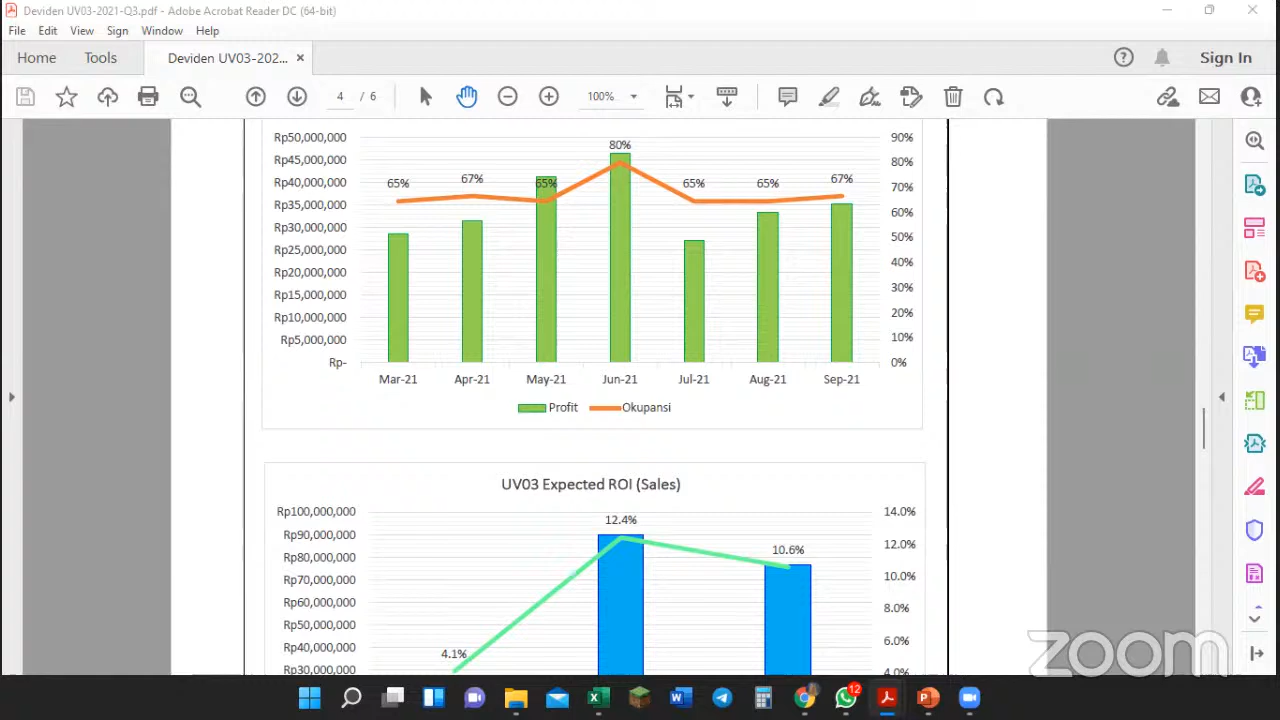 Deviden UV03-2021-Q3.pdf - Adobe Acrobat Reader DC (64-bit)
File Edit View Sign Window Help
Home Tools Deviden UV03-202... × Sign In
4 / 6 100%
Rp50,000,000 90%
80%
Rp45,000,000 80%
Rp40,000,000 65% 67% 65% 65% 65% 67% 70%
Rp35,000,000 60%
Rp30,000,000
Rp25,000,000 50%
Rp20,000,000 40%
Rp15,000,000 30%
Rp10,000,000 20%
Rp5,000,000 10%
Rp- 0%
Mar-21 Apr-21 May-21 Jun-21 Jul-21 Aug-21 Sep-21
Profit Okupansi
UV03 Expected ROI (Sales)
Rp100,000,000 12.4% 14.0%
Rp90,000,000 10.6% 12.0%
Rp80,000,000
Rp70,000,000 10.0%
Rp60,000,000 8.0%
Rp50,000,000
Rp40,000,000 4.1% 6.0%
Rp30,000,000 4.0%
zoom
12